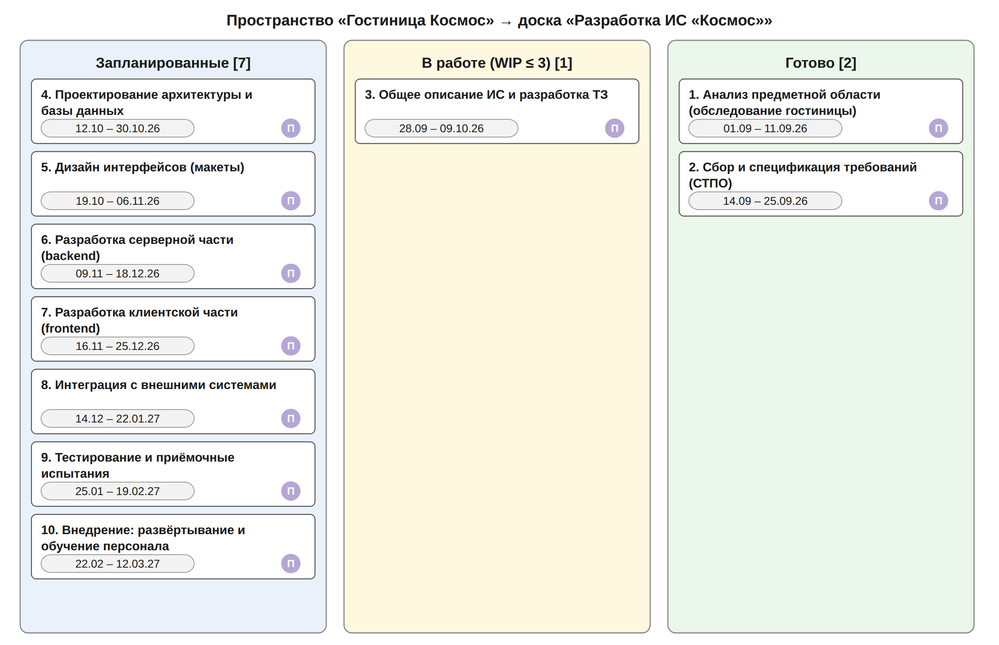 Пространство «Гостиница Космос» → доска «Разработка ИС «Космос»»
Запланированные [7]
4. Проектирование архитектуры и
базы данных
12.10 – 30.10.26
П
5. Дизайн интерфейсов (макеты)
19.10 – 06.11.26
П
6. Разработка серверной части
(backend)
09.11 – 18.12.26
П
7. Разработка клиентской части
(frontend)
16.11 – 25.12.26
П
8. Интеграция с внешними системами
14.12 – 22.01.27
П
9. Тестирование и приёмочные
испытания
25.01 – 19.02.27
П
10. Внедрение: развёртывание и
обучение персонала
22.02 – 12.03.27
П
В работе (WIP ≤ 3) [1]
3. Общее описание ИС и разработка ТЗ
28.09 – 09.10.26
П
Готово [2]
1. Анализ предметной области
(обследование гостиницы)
01.09 – 11.09.26
П
2. Сбор и спецификация требований
(СТПО)
14.09 – 25.09.26
П